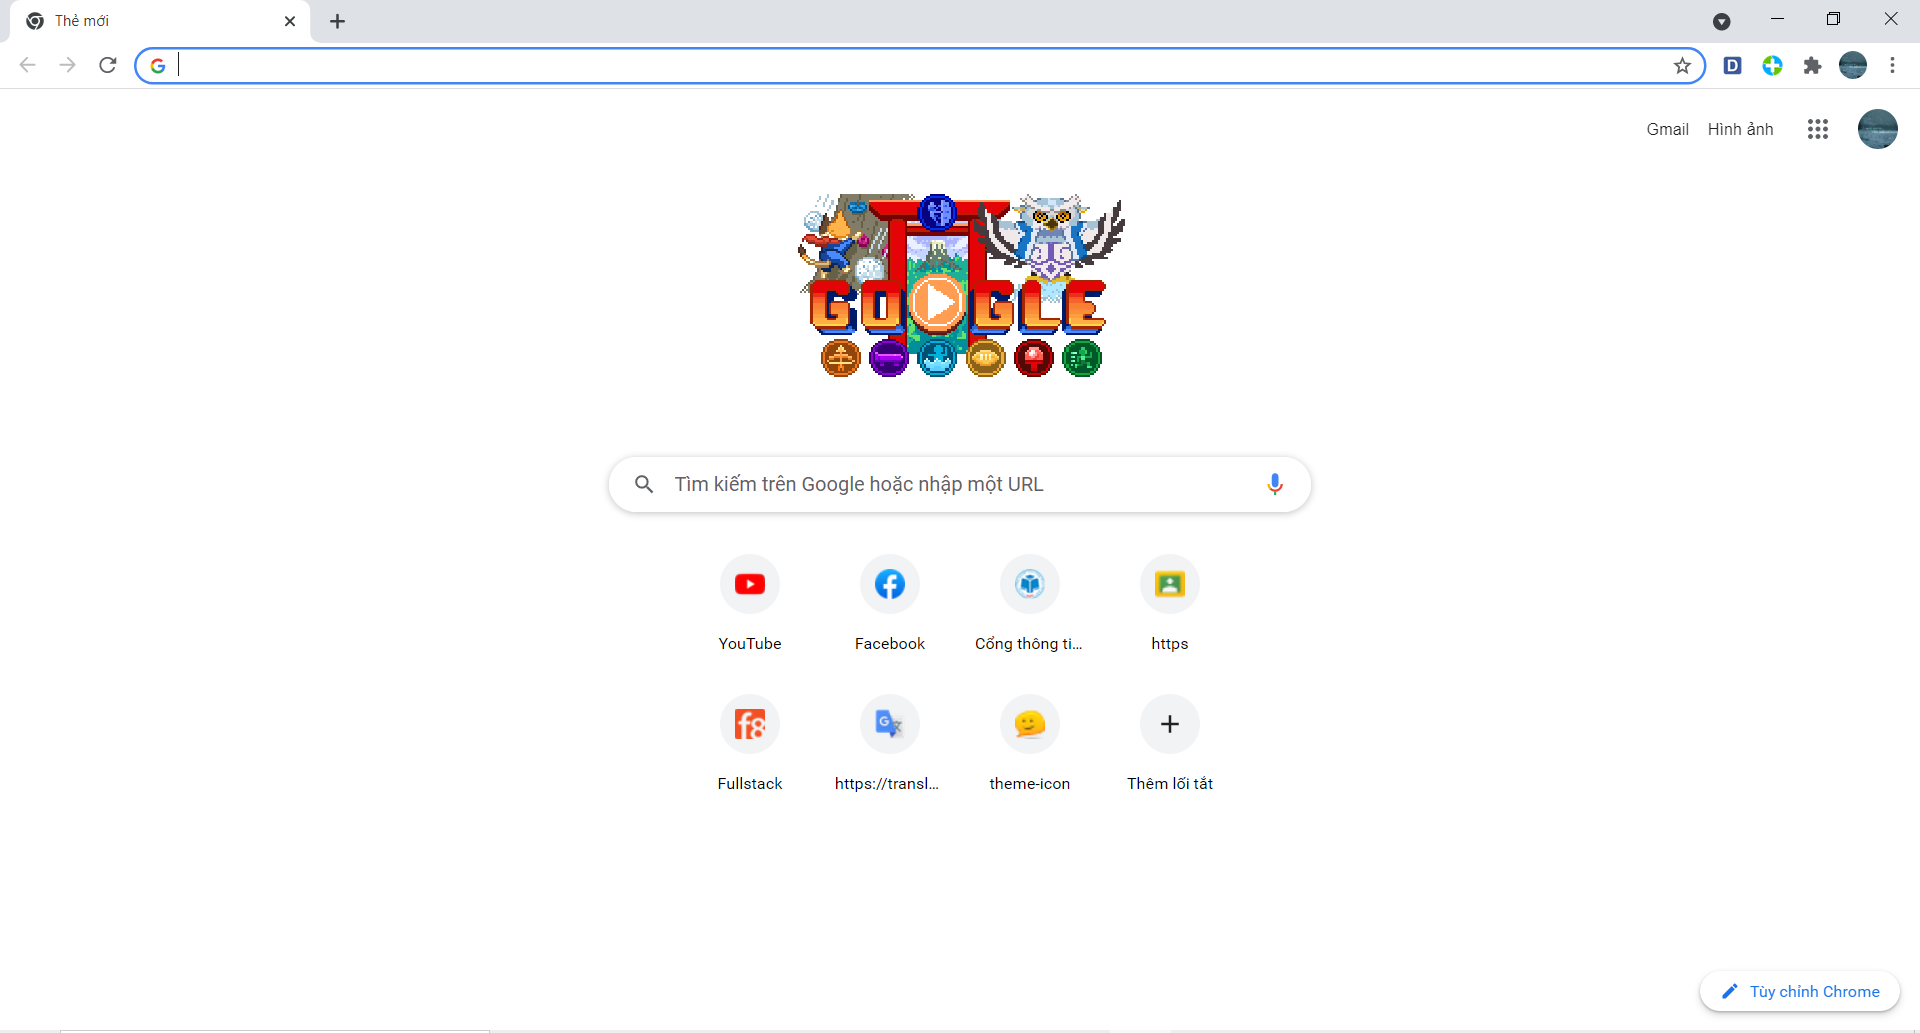 Thẻ mới
Gmail Hình ảnh
GOOGLE
Tìm kiếm trên Google hoặc nhập một URL
YouTube Facebook Cổng thông ti... https
Fullstack https://transl... theme-icon Thêm lối tắt
Tùy chỉnh Chrome